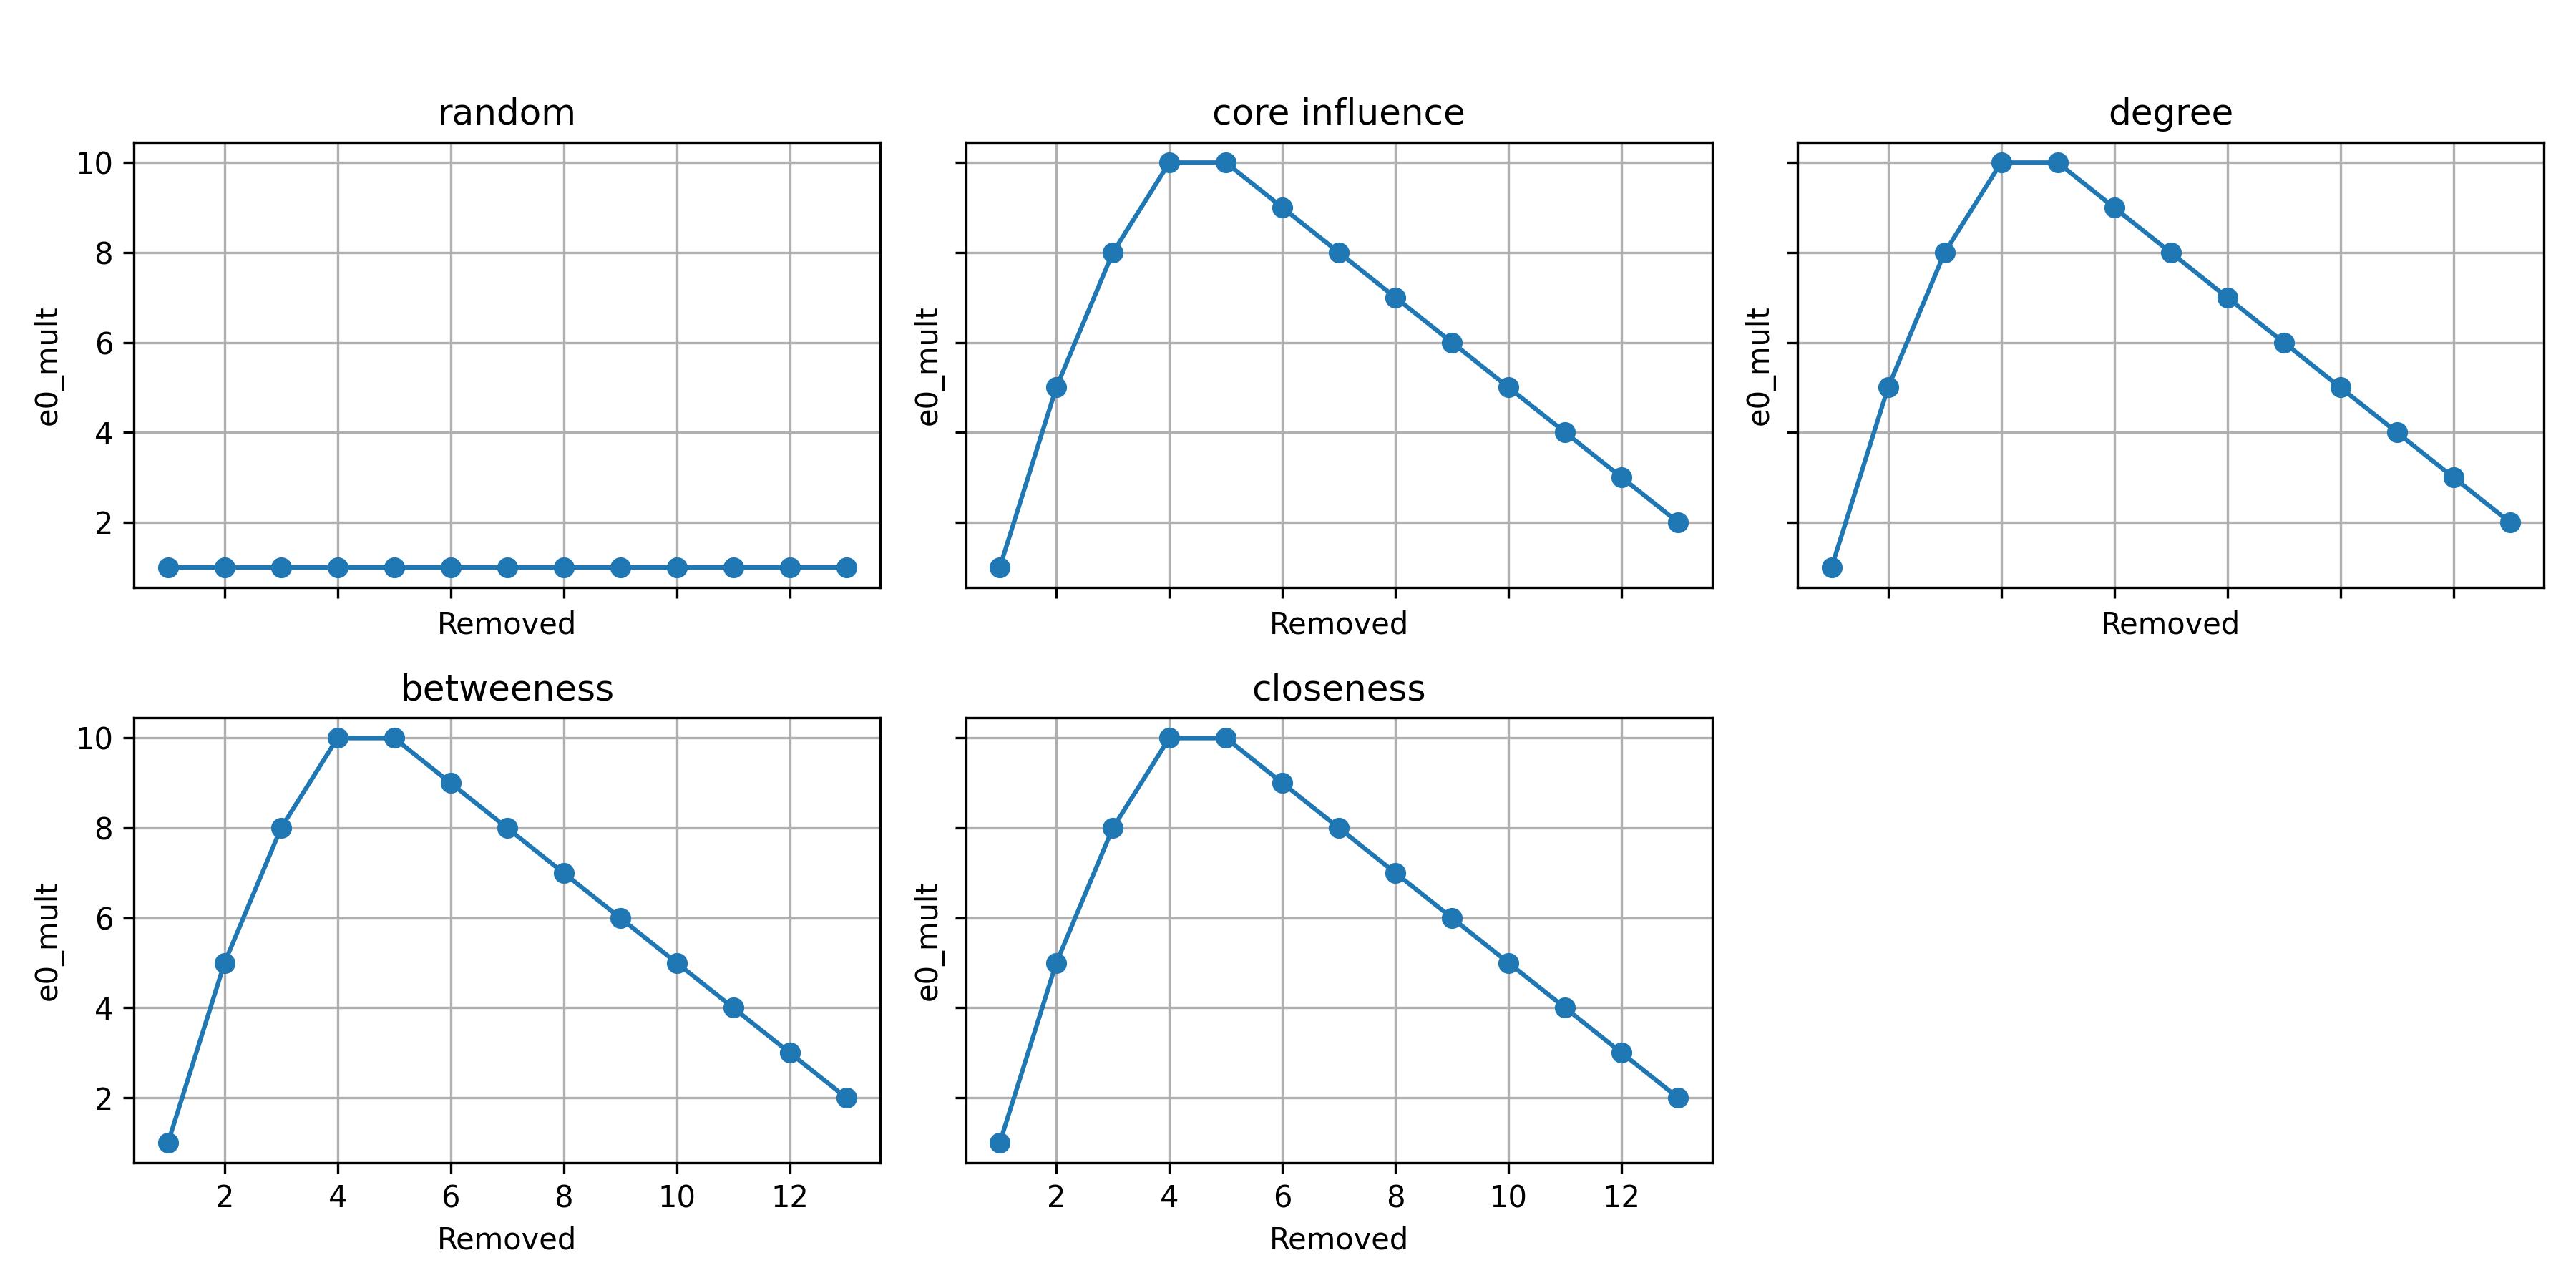 random
10
8
6
4
2
e0_mult
Removed
core influence
e0_mult
Removed
degree
e0_mult
Removed
betweeness
10
8
6
4
2
e0_mult
2 4 6 8 10 12
Removed
closeness
e0_mult
2 4 6 8 10 12
Removed